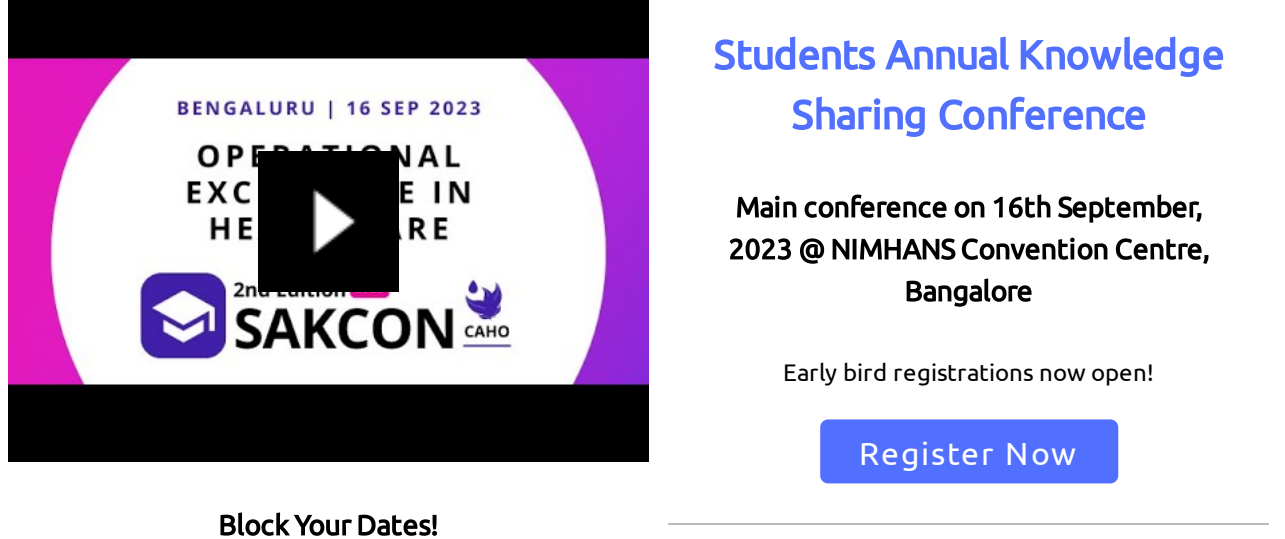 BENGALURU | 16 SEP 2023
IN
2nd Edition
SAKCON
CAHO
Block Your Dates!
Students Annual Knowledge
Sharing Conference
Main conference on 16th September,
2023 @ NIMHANS Convention Centre,
Bangalore
Early bird registrations now open!
Register Now